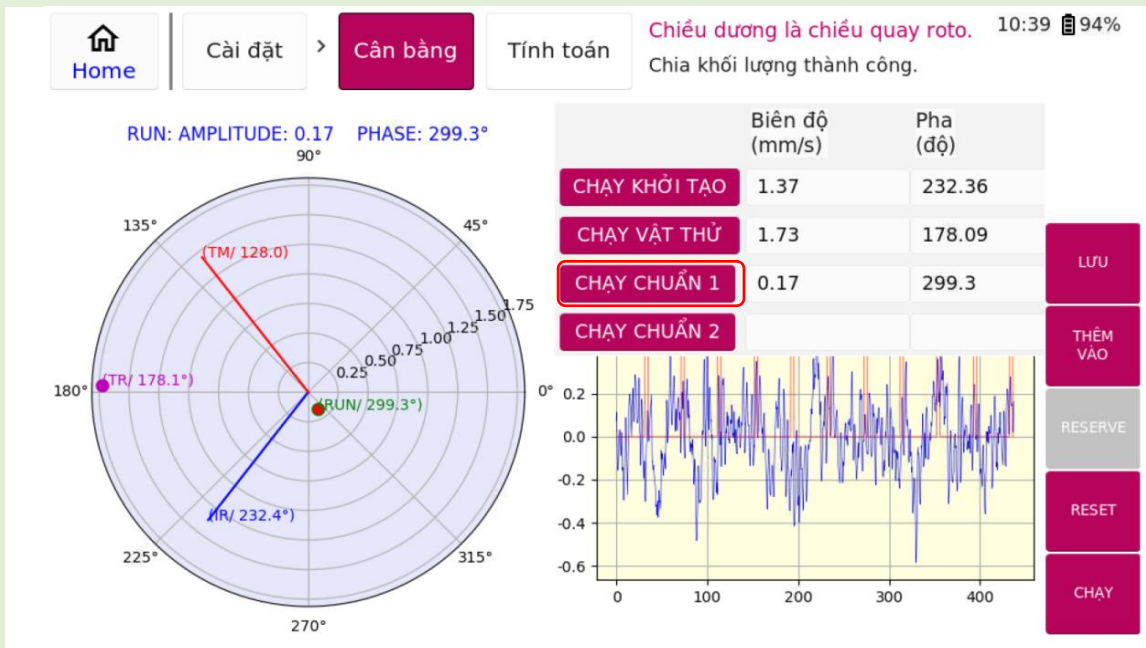 Home
Cài đặt
>
Cân bằng
Tính toán
Chiều dương là chiều quay roto.
Chia khối lượng thành công.
10:39
94%
RUN: AMPLITUDE: 0.17 PHASE: 299.3°
90°
135°
45°
(TM/ 128.0)
1.75
1.50
1.25
1.00
0.75
0.50
0.25
180°
(TR/ 178.1°)
0°
(RUN/ 299.3°)
(IR/ 232.4°)
225°
315°
270°
Biên độ
(mm/s)
Pha
(độ)
CHẠY KHỞI TẠO 1.37 232.36
CHẠY VẬT THỬ 1.73 178.09
CHẠY CHUẨN 1 0.17 299.3
CHẠY CHUẨN 2
0.2
0.0
-0.2
-0.4
-0.6
0 100 200 300 400
LƯU
THÊM
VÀO
RESERVE
RESET
CHẠY